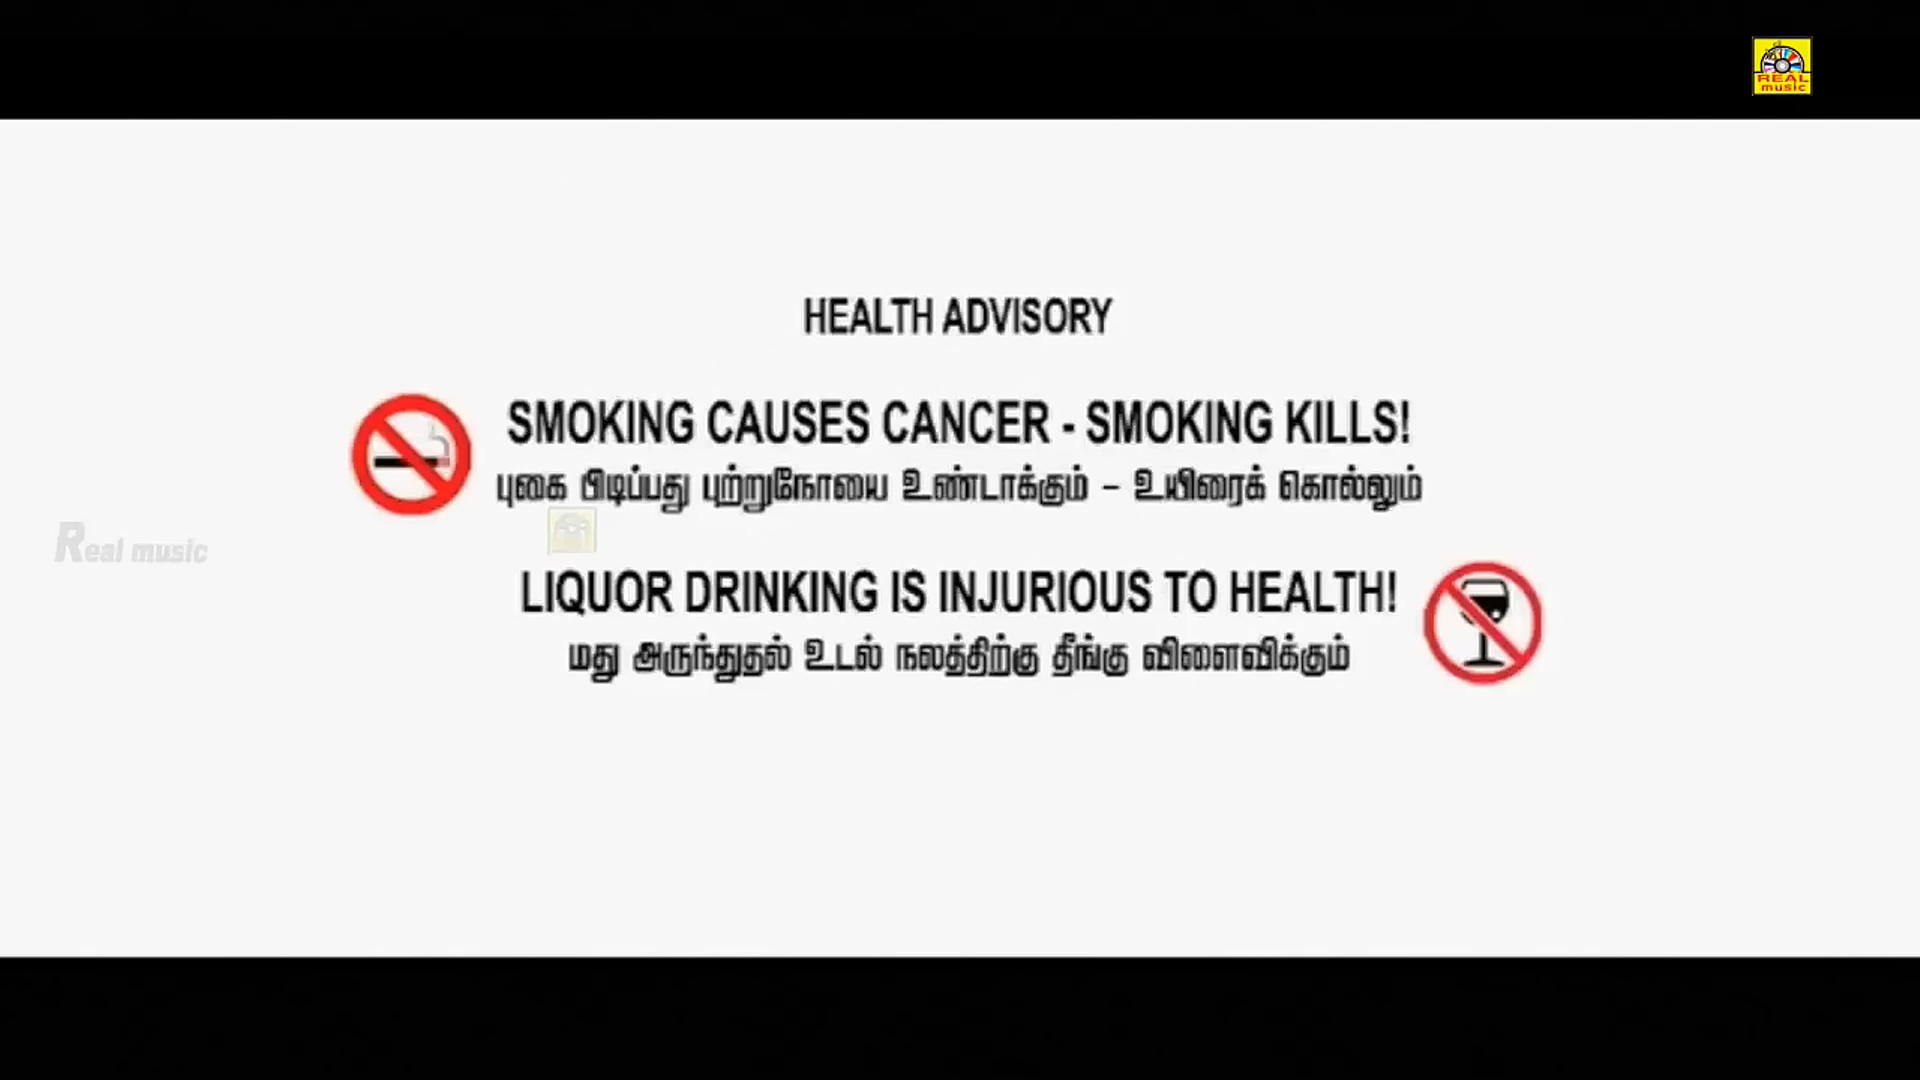 REAL
music
HEALTH ADVISORY
SMOKING CAUSES CANCER - SMOKING KILLS!
புகை பிடிப்பது புற்றுநோயை உண்டாக்கும் – உயிரைக் கொல்லும்
Real music
LIQUOR DRINKING IS INJURIOUS TO HEALTH!
மது அருந்துதல் உடல் நலத்திற்கு தீங்கு விளைவிக்கும்